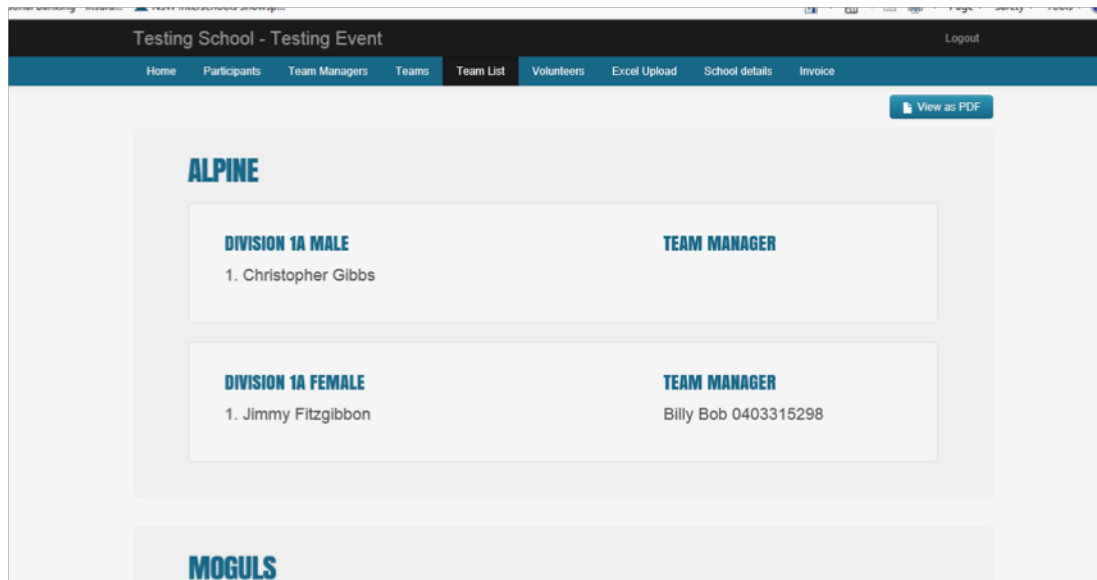 Testing School - Testing Event
Logout
Home Participants Team Managers Teams Team List Volunteers Excel Upload School details Invoice
View as PDF
ALPINE
DIVISION 1A MALE TEAM MANAGER
1. Christopher Gibbs
DIVISION 1A FEMALE TEAM MANAGER
1. Jimmy Fitzgibbon Billy Bob 0403315298
MOGULS